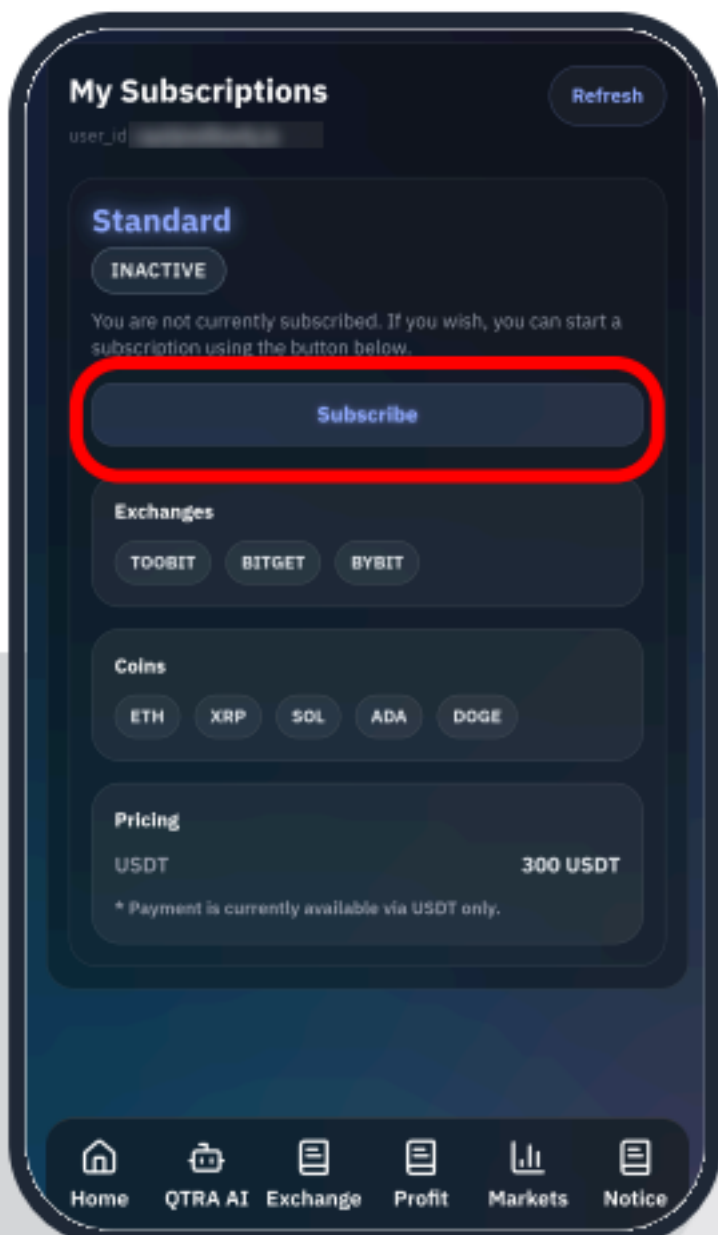 My Subscriptions
Refresh
user_id
Standard
INACTIVE
You are not currently subscribed. If you wish, you can start a
subscription using the button below.
Subscribe
Exchanges
TOOBIT BITGET BYBIT
Coins
ETH XRP SOL ADA DOGE
Pricing
USDT 300 USDT
* Payment is currently available via USDT only.
Home QTRA AI Exchange Profit Markets Notice